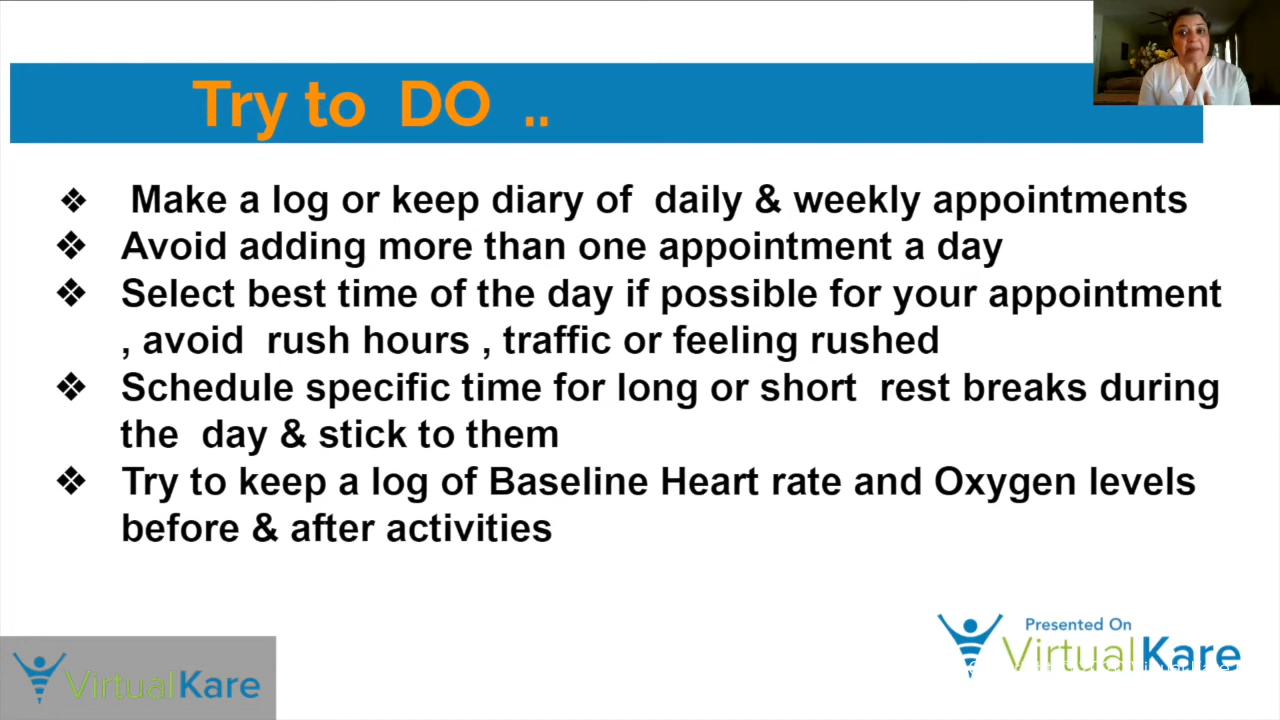 Try to DO ..
❖ Make a log or keep diary of daily & weekly appointments
❖ Avoid adding more than one appointment a day
❖ Select best time of the day if possible for your appointment
, avoid rush hours , traffic or feeling rushed
❖ Schedule specific time for long or short rest breaks during
the day & stick to them
❖ Try to keep a log of Baseline Heart rate and Oxygen levels
before & after activities
Presented On
VirtualKare
VirtualKare